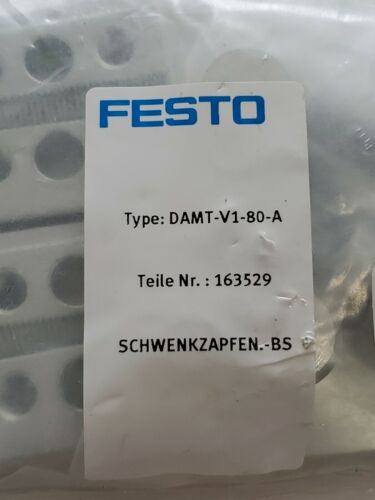 FESTO
Type: DAMT-V1-80-A
Teile Nr. : 163529
SCHWENKZAPFEN.-BS